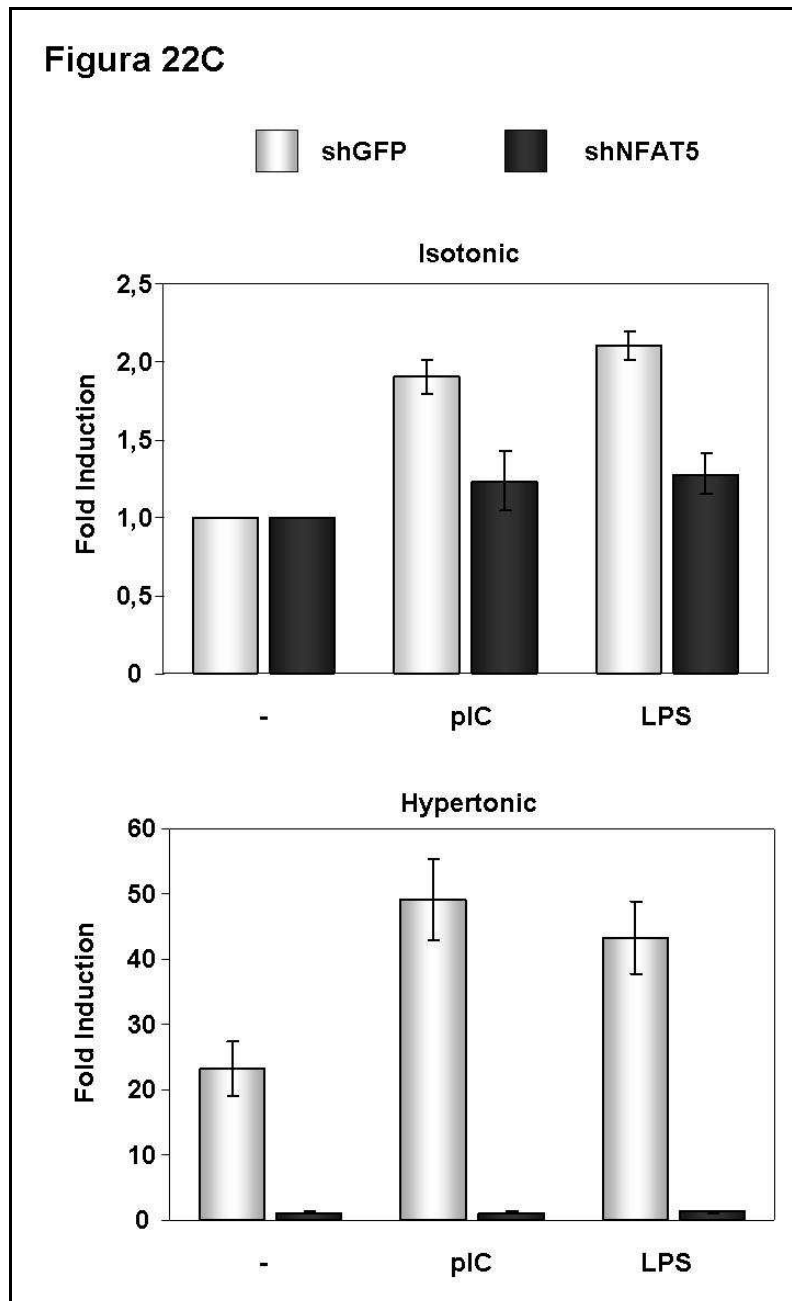 Figura 22C
shGFP shNFAT5
Isotonic
Fold Induction
2,5
2,0
1,5
1,0
0,5
0
- pIC LPS
Hypertonic
Fold Induction
60
50
40
30
20
10
0
- pIC LPS